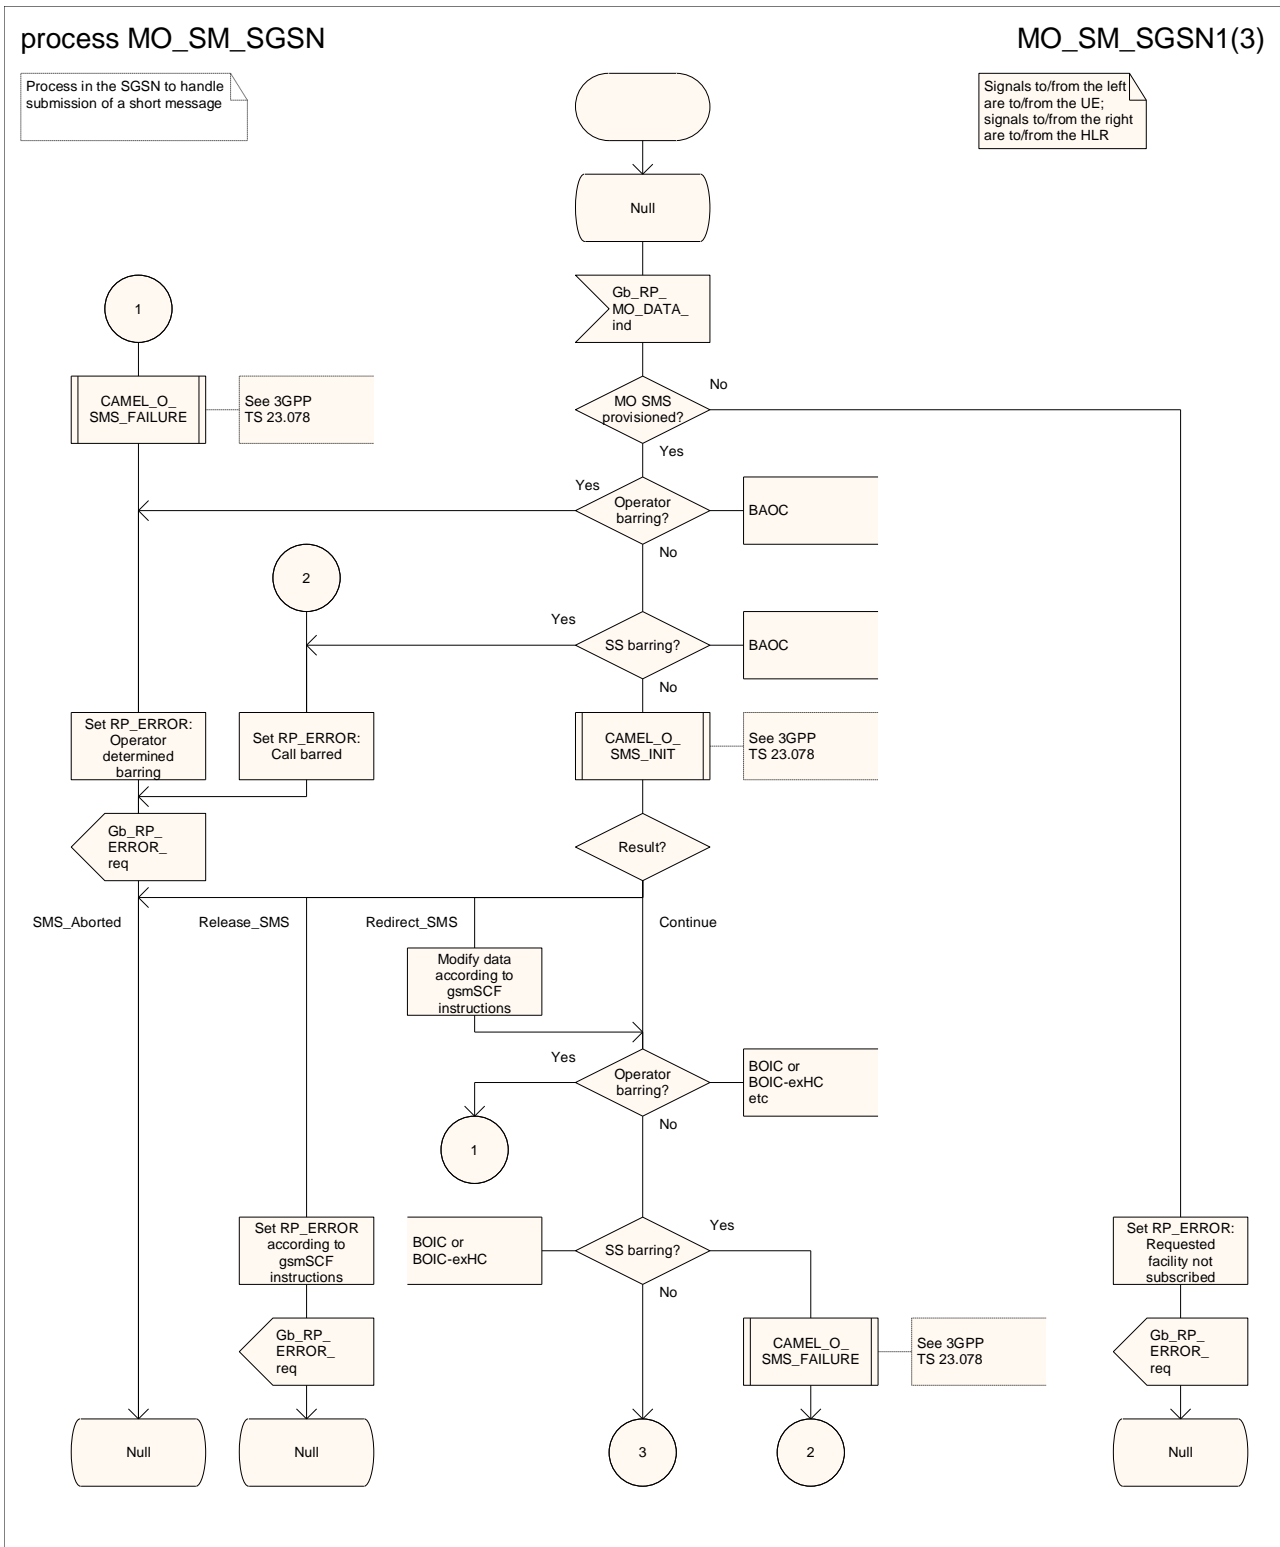 process MO_SM_SGSN
MO_SM_SGSN1(3)
Process in the SGSN to handle
submission of a short message
Signals to/from the left
are to/from the UE;
signals to/from the right
are to/from the HLR
Null
Gb_RP_
MO_DATA_
ind
1
CAMEL_O_
SMS_FAILURE
See 3GPP
TS 23.078
MO SMS
provisioned?
No
Yes
Yes
Operator
barring?
BAOC
No
2
Yes
SS barring?
BAOC
No
Set RP_ERROR:
Operator
determined
barring
Set RP_ERROR:
Call barred
CAMEL_O_
SMS_INIT
See 3GPP
TS 23.078
Gb_RP_
ERROR_
req
Result?
SMS_Aborted
Release_SMS
Redirect_SMS
Continue
Modify data
according to
gsmSCF
instructions
Yes
Operator
barring?
BOIC or
BOIC-exHC
etc
No
1
Set RP_ERROR
according to
gsmSCF
instructions
BOIC or
BOIC-exHC
SS barring?
Yes
No
Set RP_ERROR:
Requested
facility not
subscribed
Gb_RP_
ERROR_
req
CAMEL_O_
SMS_FAILURE
See 3GPP
TS 23.078
Gb_RP_
ERROR_
req
Null
Null
3
2
Null